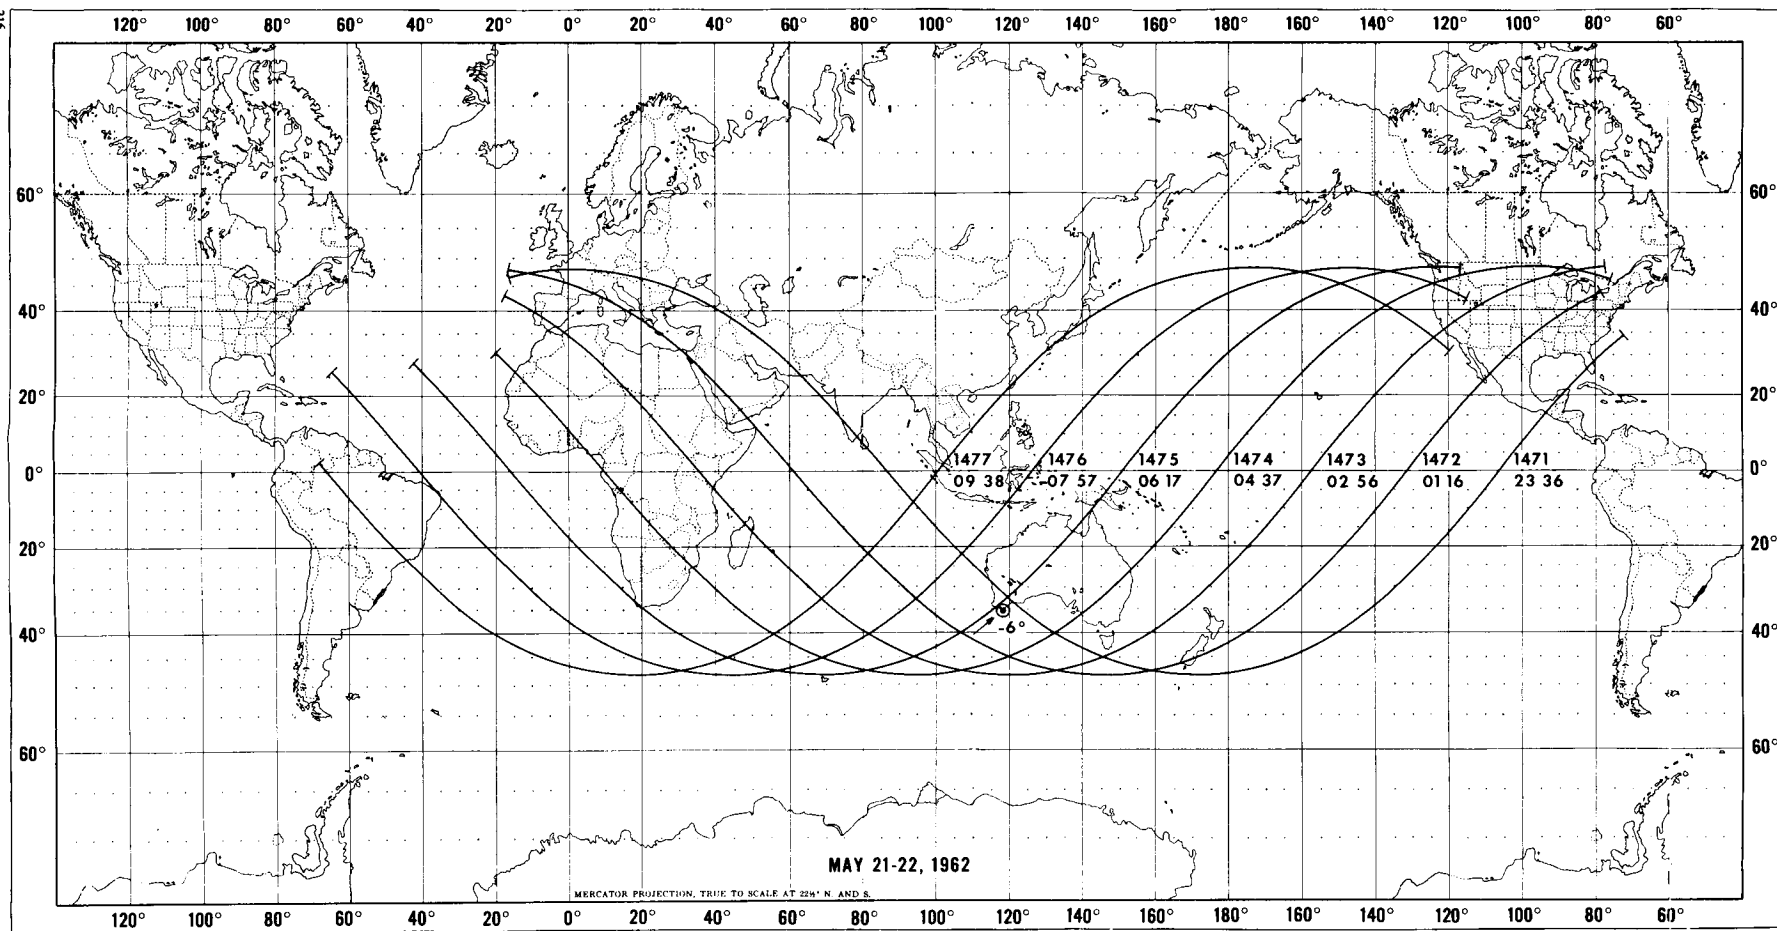 316
120° 100° 80° 60° 40° 20° 0° 20° 40° 60° 80° 100° 120° 140° 160° 180° 160° 140° 120° 100° 80° 60°
60° 60°
40° 40°
20° 20°
1477 1476 1475 1474 1473 1472 1471
0° 0°
09 38 07 57 06 17 04 37 02 56 01 16 23 36
20° 20°
-6°
40° 40°
60° 60°
MAY 21-22, 1962
MERCATOR PROJECTION, TRUE TO SCALE AT 22½° N. AND S.
120° 100° 80° 60° 40° 20° 0° 20° 40° 60° 80° 100° 120° 140° 160° 180° 160° 140° 120° 100° 80° 60°